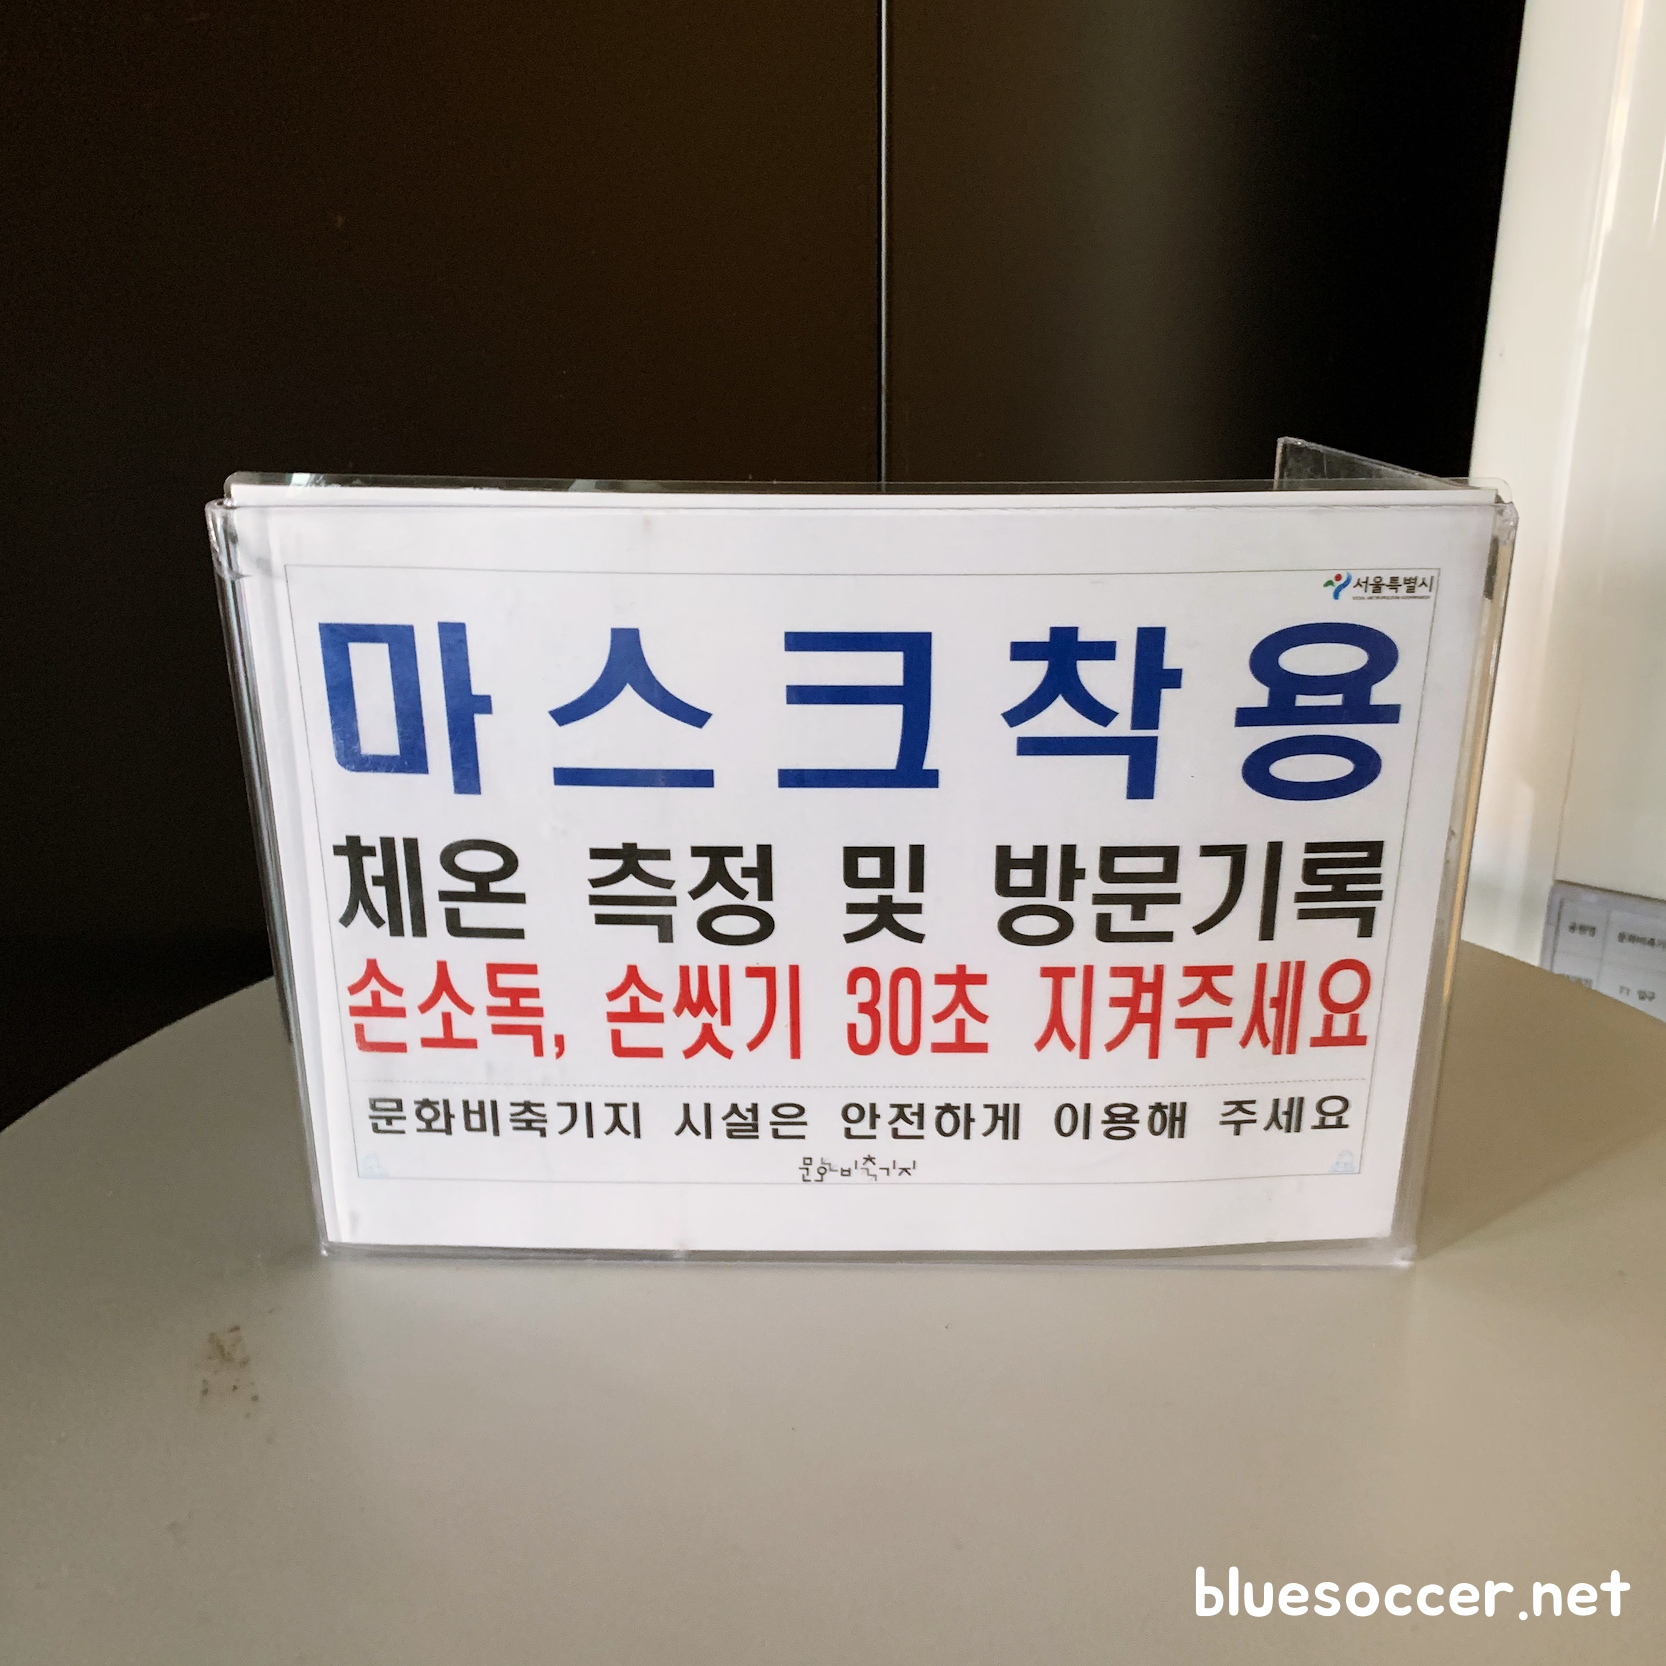 서울특별시
마스크착용
체온 측정 및 방문기록
손소독, 손씻기 30초 지켜주세요
문화비축기지 시설은 안전하게 이용해 주세요
문화비축기지
bluesoccer.net